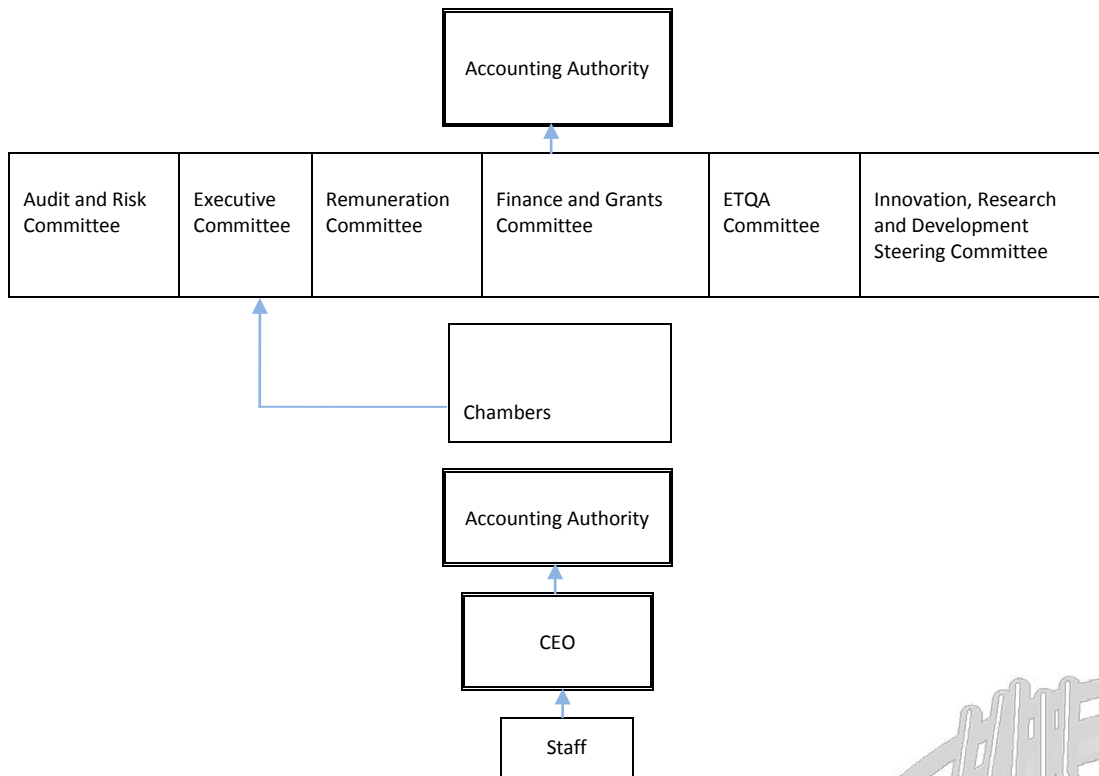 Accounting Authority
Audit and Risk
Committee
Executive
Committee
Remuneration
Committee
Finance and Grants
Committee
ETQA
Committee
Innovation, Research
and Development
Steering Committee
Chambers
Accounting Authority
CEO
Staff